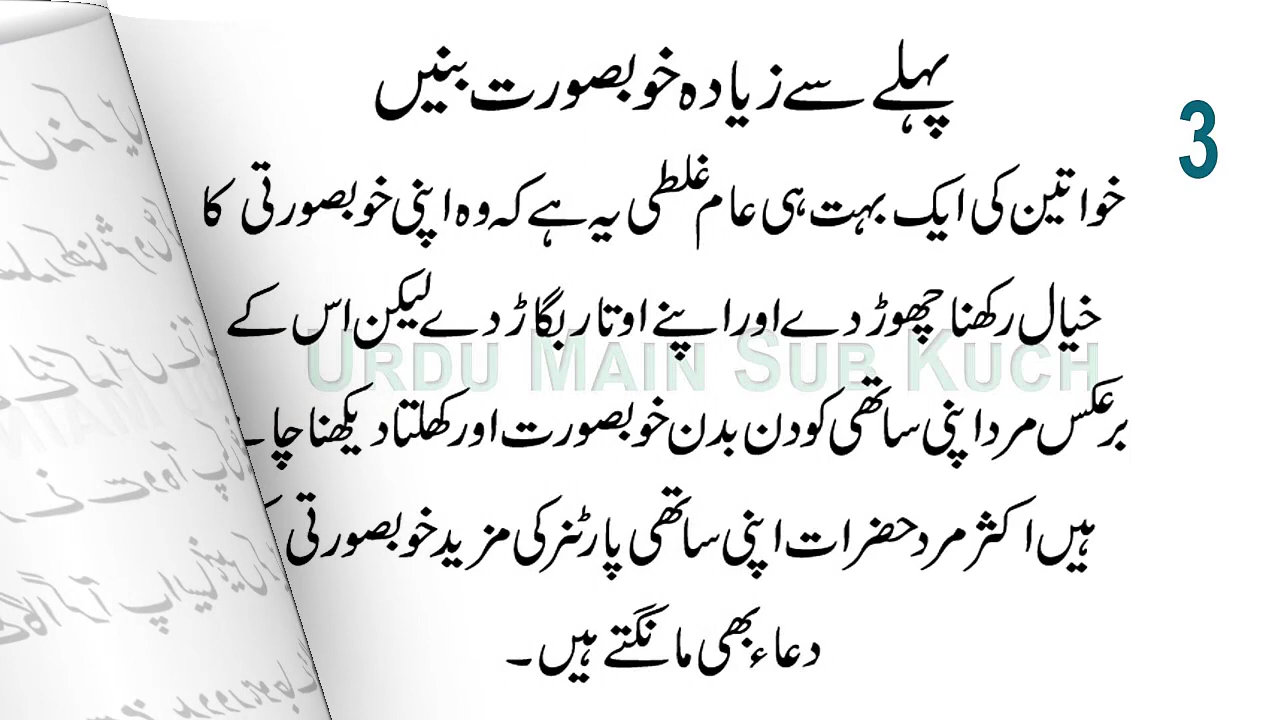 پہلے سے زیادہ خوبصورت بنیں
3
خواتین کی ایک بہت ہی عام غلطی یہ ہے کہ وہ اپنی خوبصورتی کا
خیال رکھنا چھوڑ دے اور اپنے اوتار بگاڑ دے لیکن اس کے
URDU MAIN SUB KUCH
برعکس مرد اپنی ساتھی کو دن بدن خوبصورت اور کھلتا دیکھنا
ہیں اکثر مرد حضرات اپنی ساتھی پارٹنر کی مزید خوبصورتی
دعاء بھی مانگتے ہیں۔